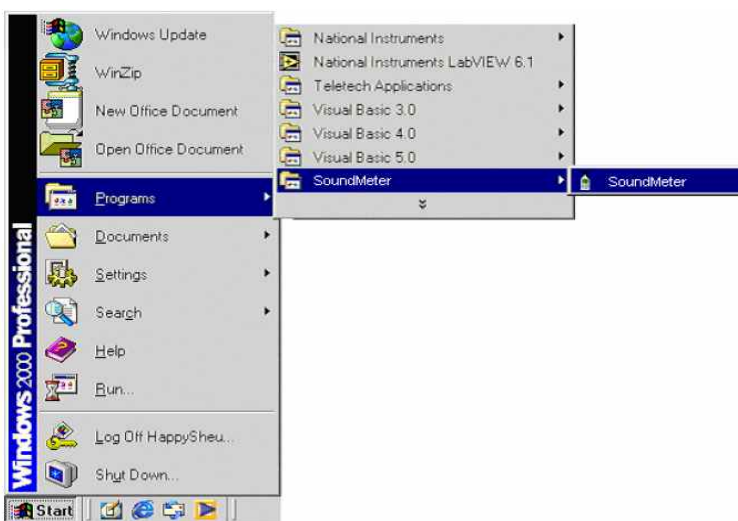 Windows Update
WinZip
New Office Document
Open Office Document
Programs
Documents
Settings
Search
Help
Run...
Log Off HappySheu...
Shut Down...
Windows 2000 Professional
Start
National Instruments
National Instruments LabVIEW 6.1
Teletech Applications
Visual Basic 3.0
Visual Basic 4.0
Visual Basic 5.0
SoundMeter
SoundMeter